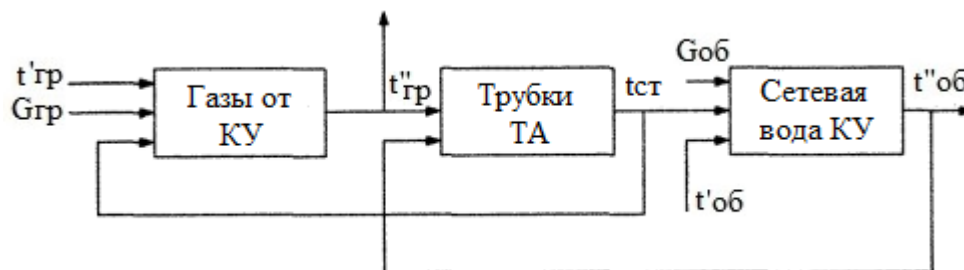 t'гр
Gгр
Газы от
КУ
t"гр
Трубки
ТА
tст
Gоб
t'об
Сетевая
вода КУ
t"об